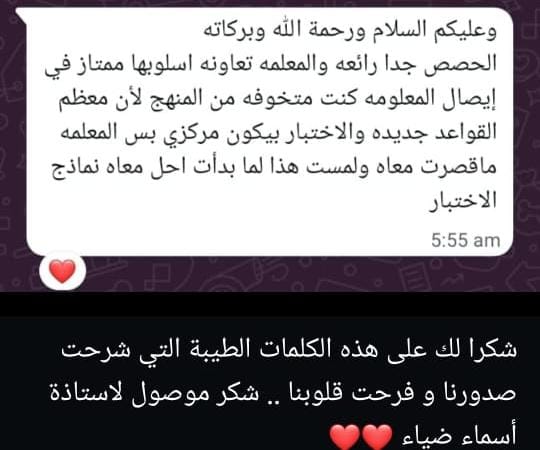 وعليكم السلام ورحمة الله وبركاته
الحصص جدا رائعه والمعلمه تعاونه اسلوبها ممتاز في
إيصال المعلومه كنت متخوفه من المنهج لأن معظم
القواعد جديده والاختبار بيكون مركزي بس المعلمه
ماقصرت معاه ولمست هذا لما بدأت احل معاه نماذج
الاختبار
5:55 am
❤️
شكرا لك على هذه الكلمات الطيبة التي شرحت
صدورنا و فرحت قلوبنا .. شكر موصول لاستاذة
أسماء ضياء ❤️❤️